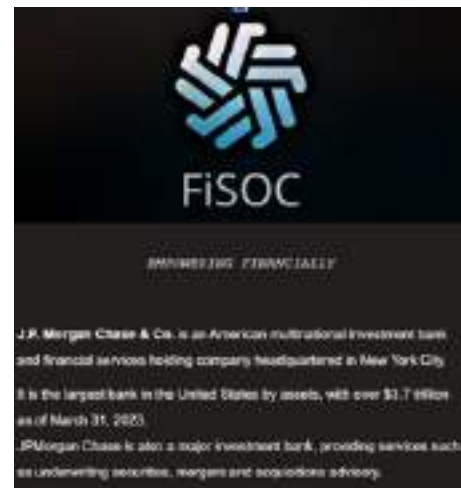 FiSOC
EMPOWERING FINANCIALLY
J.P. Morgan Chase & Co. is an American multinational investment bank
and financial services holding company headquartered in New York City.
It is the largest bank in the United States by assets, with over $3.7 trillion
as of March 31, 2023.
JPMorgan Chase is also a major investment bank, providing services such
as underwriting securities, mergers and acquisitions advisory.